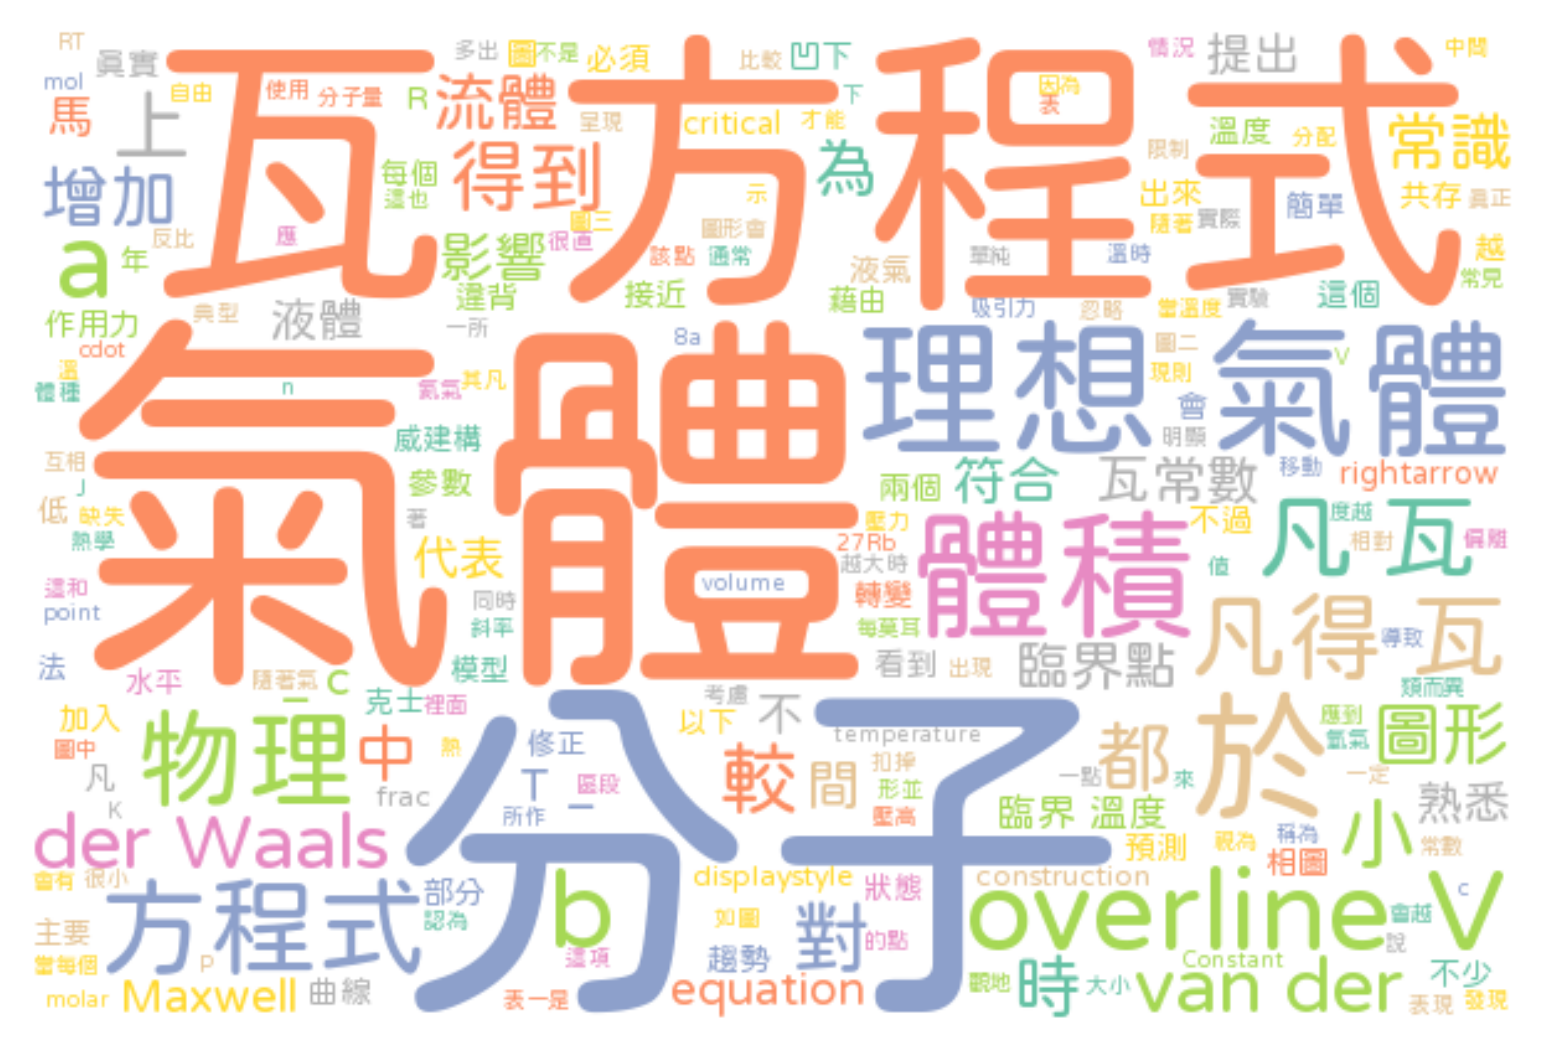 RT
眞實
多出
圖
不是
必須
比較
凹下
情況
提出
中間
mol
自由
使用
分子量
R
流體
瓦
方程式
呈現
critical
才能
下
因為
表
溫度
分配
常識
馬
上
每個
這也
得到
示
為
限制
增加
出來
共存
真正
隨著
實際
簡單
a
年
反比
應
影響
很直
圖三
圖形會
該點
通常
液氣
單純
溫時
越
常見
違背
接近
藉由
吸引力
忽略
當溫度
實驗
這個
作用力
典型
液體
一所
cdot
8a
氣體
理想
氣體
圖二
V
現則
溫
體種
n
氦氣
其凡
會
明顯
威建構
互相
J
參數
兩個
符合
瓦常數
移動
rightarrow
低
缺失
著
壓力
不過
凡瓦
度越
相對
偏離
熱學
代表
27Rb
越大時
體積
值
這和
point
volume
同時
轉變
斜率
每莫耳
凡得瓦
導致
法
水平
隨著氣
c
模型
看到
出現
臨界點
類而異
克士
裡面
考慮
加入
物理
中
熱
修正
以下
不
temperature
都
於
應到
氫氣
圖形
圖中
凡
K
frac
T
區段
較
間
扣掉
形並
一點
來
一定
所作
壓高
臨界
溫度
小
熟悉
der Waals
分子
預測
視為
稱為
相圖
常數
會有
很小
方程式
部分
認為
b
displaystyle
狀態
construction
overline
V
c
會越
說
主要
當每個
P
這項
如圖
趨勢
對
的點
Constant
molar
Maxwell
曲線
表一是
equation
觀地
時
大小
van der
不少
表現
發現